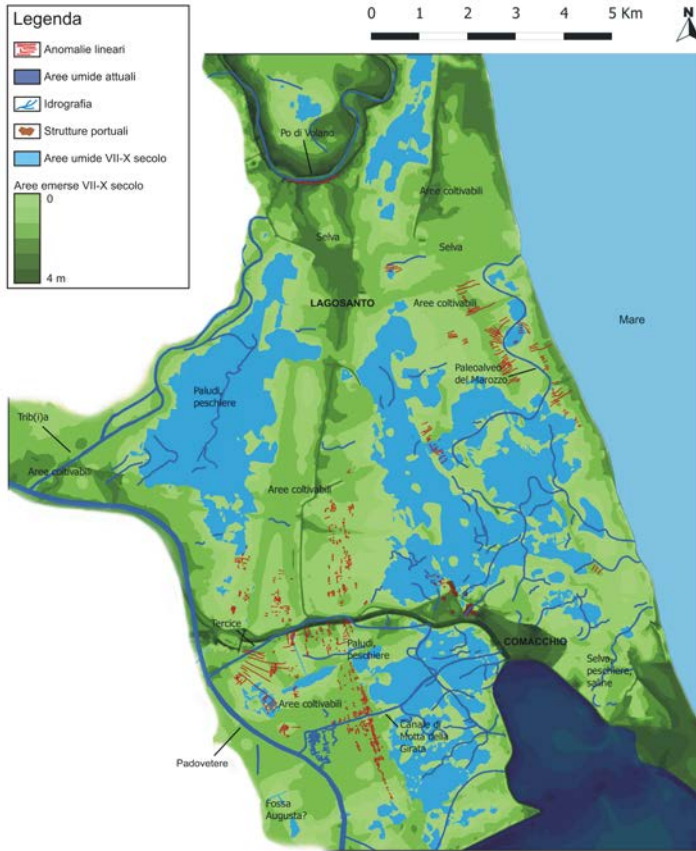 Legenda
Anomalie lineari
Aree umide attuali
Idrografia
Strutture portuali
Aree umide VII-X secolo
Aree emerse VII-X secolo
0
4 m
0 1 2 3 4 5 Km
N
Po di Volano
Aree coltivabili
Selva
Selva
LAGOSANTO
Aree coltivabili
Mare
Paleoalveo
del Marozzo
Paludi,
peschiere
Trib(i)a
Aree coltivabili
Aree coltivabili
Tercice
Paludi,
peschiere
COMACCHIO
Selva
peschiere,
saline
Aree coltivabili
Canale di
Motta della
Girata
Padovetere
Fossa
Augusta?